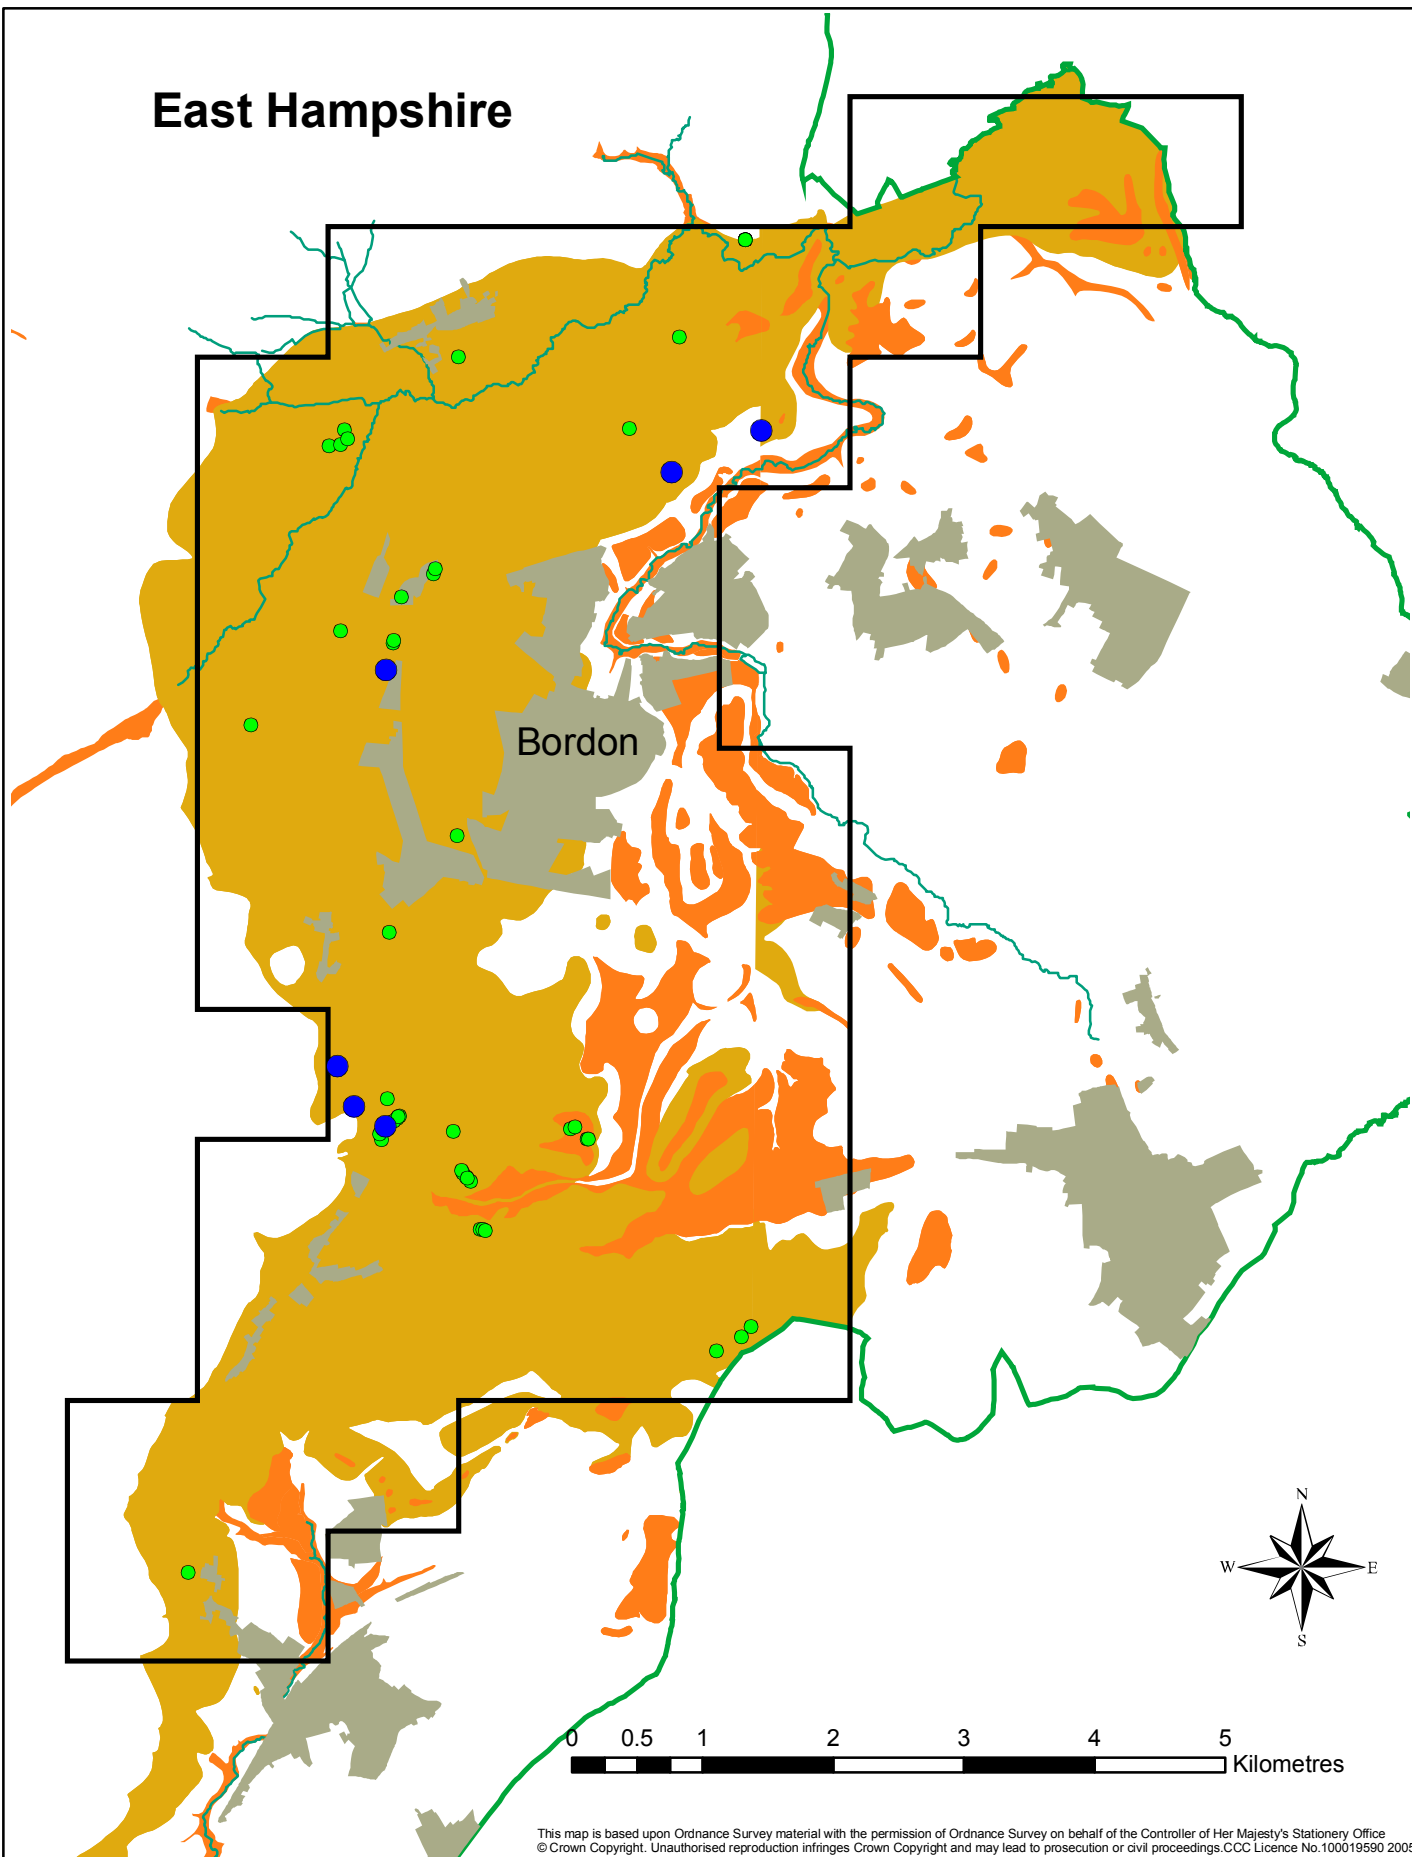 East Hampshire
Bordon
N
W E
S
0 0.5 1 2 3 4 5
Kilometres
This map is based upon Ordnance Survey material with the permission of Ordnance Survey on behalf of the Controller of Her Majesty's Stationery Office
© Crown Copyright. Unauthorised reproduction infringes Crown Copyright and may lead to prosecution or civil proceedings.CCC Licence No.100019590 2005